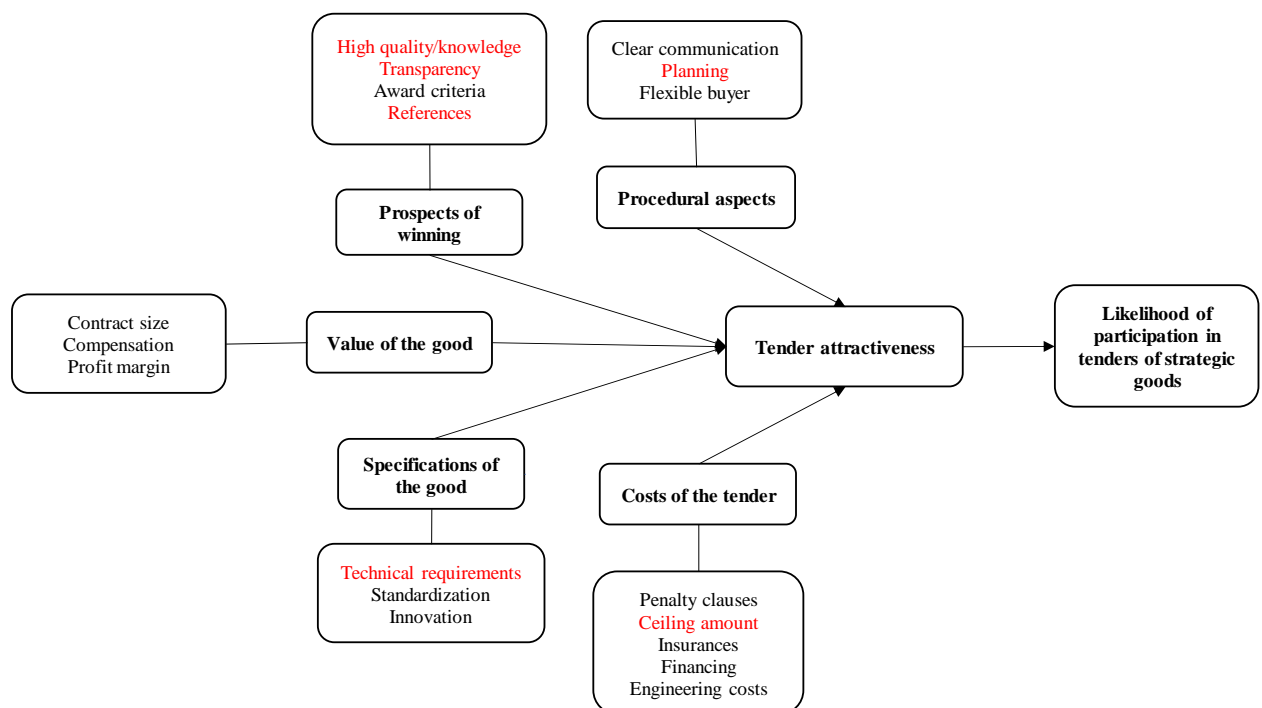 High quality/knowledge
Transparency
Award criteria
References
Clear communication
Planning
Flexible buyer
Prospects of
winning
Procedural aspects
Contract size
Compensation
Profit margin
Value of the good
Tender attractiveness
Likelihood of
participation in
tenders of strategic
goods
Specifications of
the good
Costs of the tender
Technical requirements
Standardization
Innovation
Penalty clauses
Ceiling amount
Insurances
Financing
Engineering costs